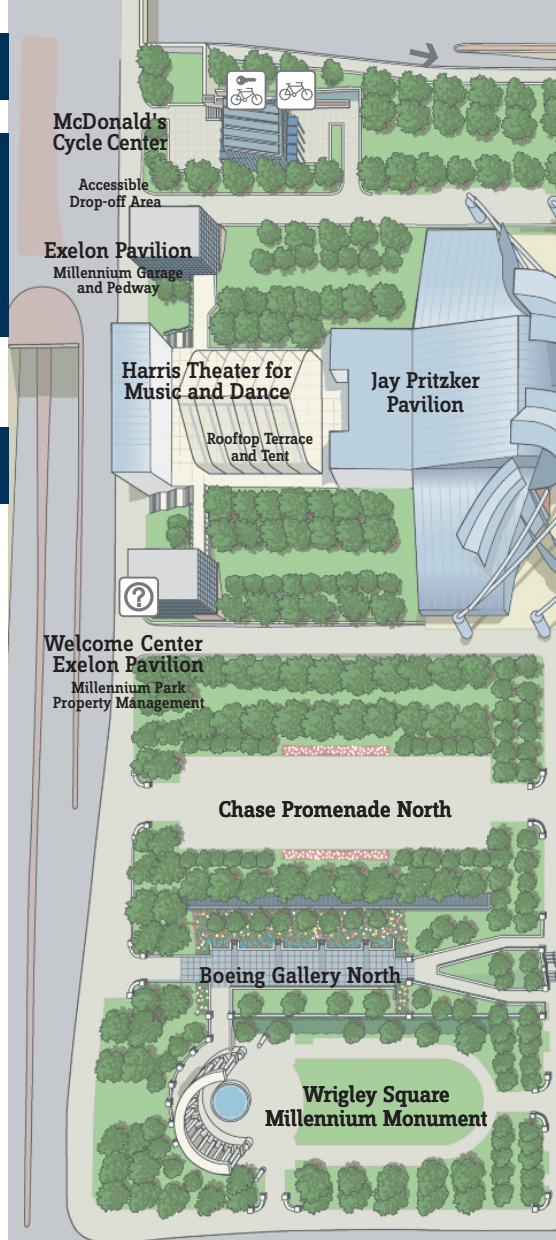 McDonald's
Cycle Center
Accessible
Drop-off Area
Exelon Pavilion
Millennium Garage
and Pedway
Harris Theater for
Music and Dance
Jay Pritzker
Pavilion
Rooftop Terrace
and Tent
?
Welcome Center
Exelon Pavilion
Millennium Park
Property Management
Chase Promenade North
Boeing Gallery North
Wrigley Square
Millennium Monument